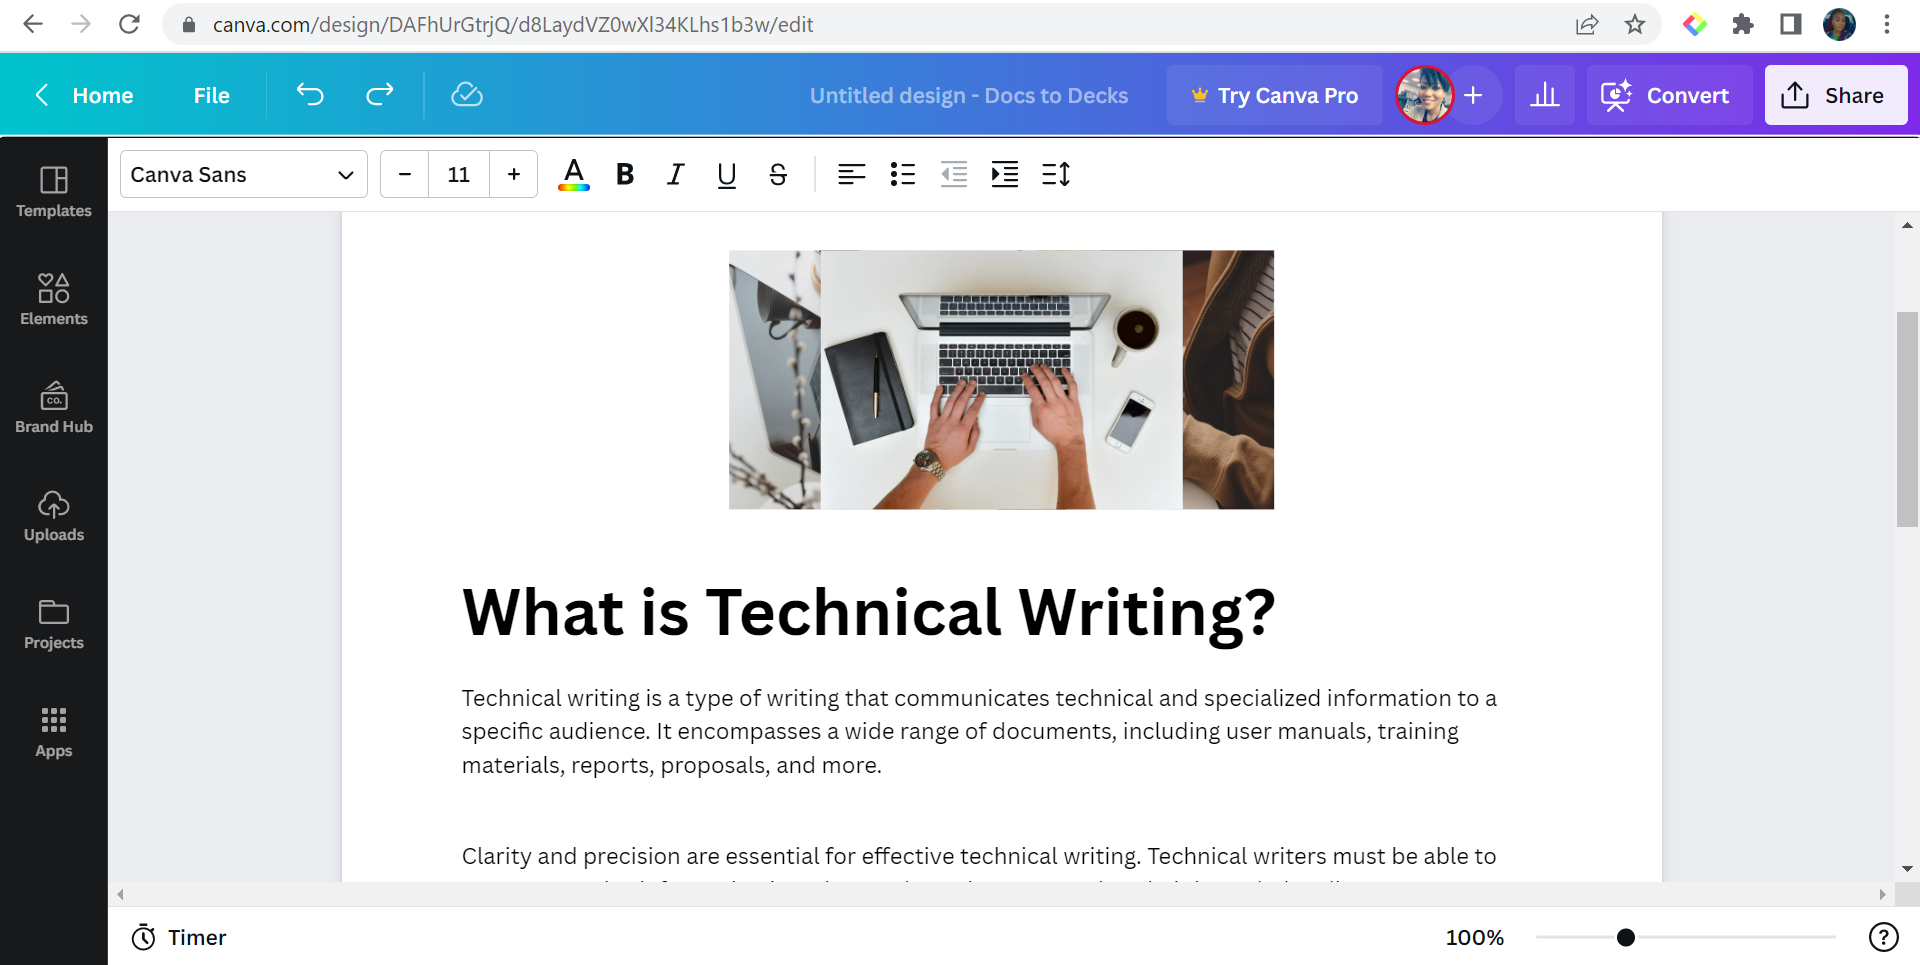 canva.com/design/DAFhUrGtrjQ/d8LaydVZ0wXl34KLhs1b3w/edit
Home File Untitled design - Docs to Decks Try Canva Pro + Convert Share
Canva Sans - 11 + A B I U S
Templates
Elements
CO.
Brand Hub
Uploads
Projects
Apps
What is Technical Writing?
Technical writing is a type of writing that communicates technical and specialized information to a
specific audience. It encompasses a wide range of documents, including user manuals, training
materials, reports, proposals, and more.
Clarity and precision are essential for effective technical writing. Technical writers must be able to
Timer 100% ?